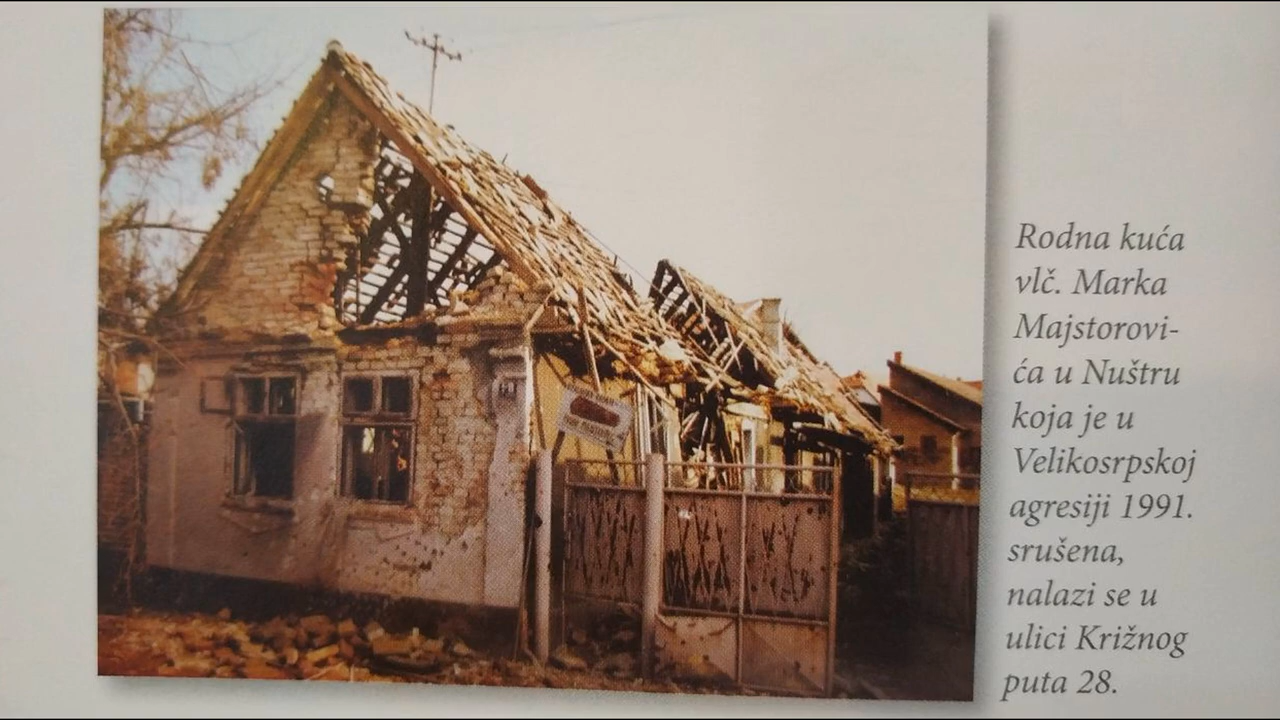 Rodna kuća
vlč. Marka
Majstorovi-
ća u Nuštru
koja je u
Velikosrpskoj
agresiji 1991.
srušena,
nalazi se u
ulici Križnog
puta 28.